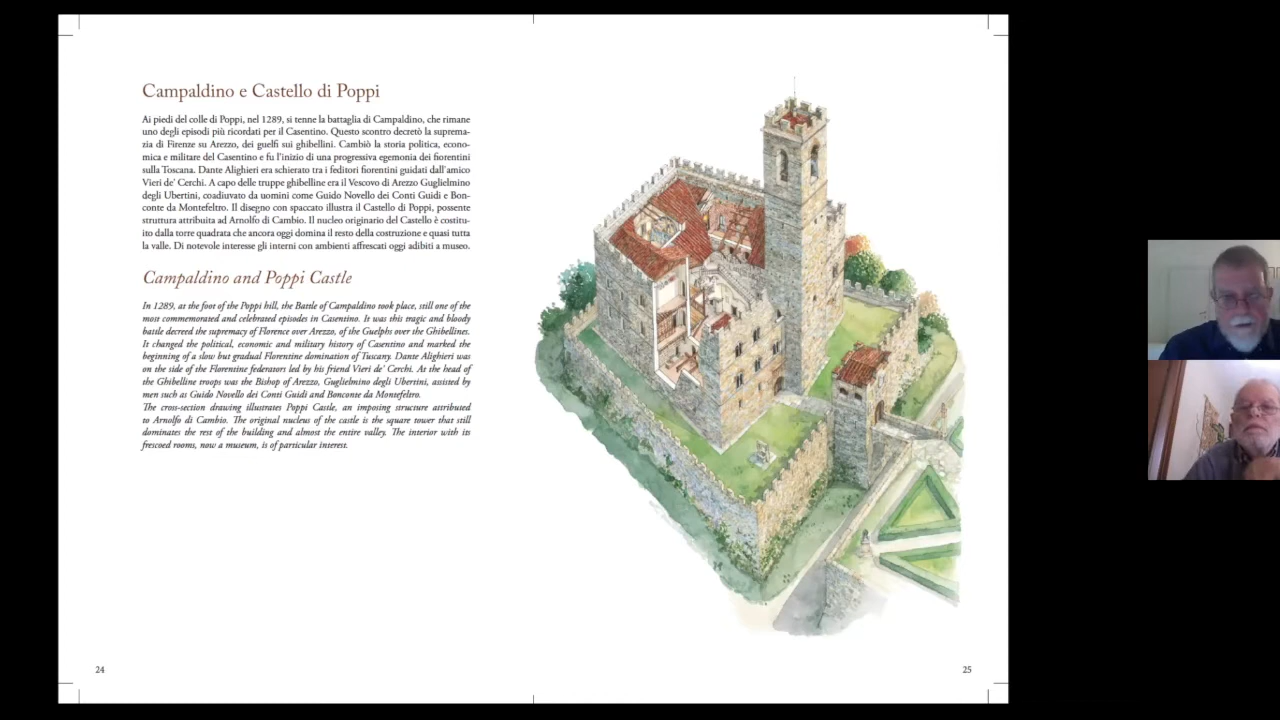 Campaldino e Castello di Poppi
Ai piedi del colle di Poppi, nel 1289, si tenne la battaglia di Campaldino, che rimane
uno degli episodi più ricordati per il Casentino. Questo scontro decretò la suprema-
zia di Firenze su Arezzo, dei guelfi sui ghibellini. Cambiò la storia politica, econo-
mica e militare del Casentino e fu l'inizio di una progressiva egemonia dei fiorentini
sulla Toscana. Dante Alighieri era schierato tra i feditori fiorentini guidati dall'amico
Vieri de' Cerchi. A capo delle truppe ghibelline era il Vescovo di Arezzo Guglielmino
degli Ubertini, coadiuvato da uomini come Guido Novello dei Conti Guidi e Bon-
conte da Montefeltro. Il disegno con spaccato illustra il Castello di Poppi, possente
struttura attribuita ad Arnolfo di Cambio. Il nucleo originario del Castello è costitu-
ito dalla torre quadrata che ancora oggi domina il resto della costruzione e quasi tutta
la valle. Di notevole interesse gli interni con ambienti affrescati oggi adibiti a museo.
Campaldino and Poppi Castle
In 1289, at the foot of the Poppi hill, the Battle of Campaldino took place, still one of the
most commemorated and celebrated episodes in Casentino. It was this tragic and bloody
battle decreed the supremacy of Florence over Arezzo, of the Guelphs over the Ghibellines.
It changed the political, economic and military history of Casentino and marked the
beginning of a slow but gradual Florentine domination of Tuscany. Dante Alighieri was
on the side of the Florentine federators led by his friend Vieri de' Cerchi. At the head of
the Ghibelline troops was the Bishop of Arezzo, Guglielmino degli Ubertini, assisted by
men such as Guido Novello dei Conti Guidi and Bonconte da Montefeltro.
The cross-section drawing illustrates Poppi Castle, an imposing structure attributed
to Arnolfo di Cambio. The original nucleus of the castle is the square tower that still
dominates the rest of the building and almost the entire valley. The interior with its
frescoed rooms, now a museum, is of particular interest.
24
25